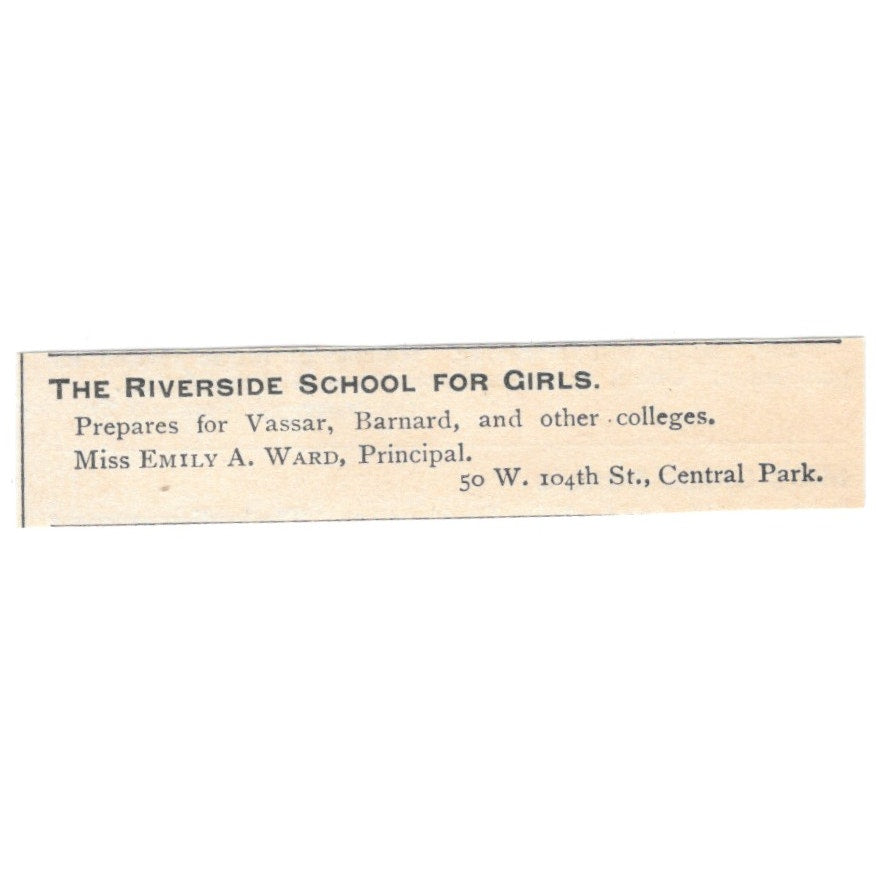 THE RIVERSIDE SCHOOL FOR GIRLS.
Prepares for Vassar, Barnard, and other colleges.
Miss EMILY A. WARD, Principal.
50 W. 104th St., Central Park.